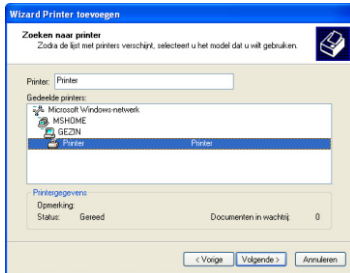 Wizard Printer toevoegen
Zoeken naar printer
Zodra de lijst met printers verschijnt, selecteert u het model dat u wilt gebruiken.
Printer: Printer
Gedeelde printers:
Microsoft Windows-netwerk
MSHOME
GEZIN
Printer Printer
Printergegevens
Opmerking:
Status: Gereed Documenten in wachtrij: 0
< Vorige Volgende > Annuleren